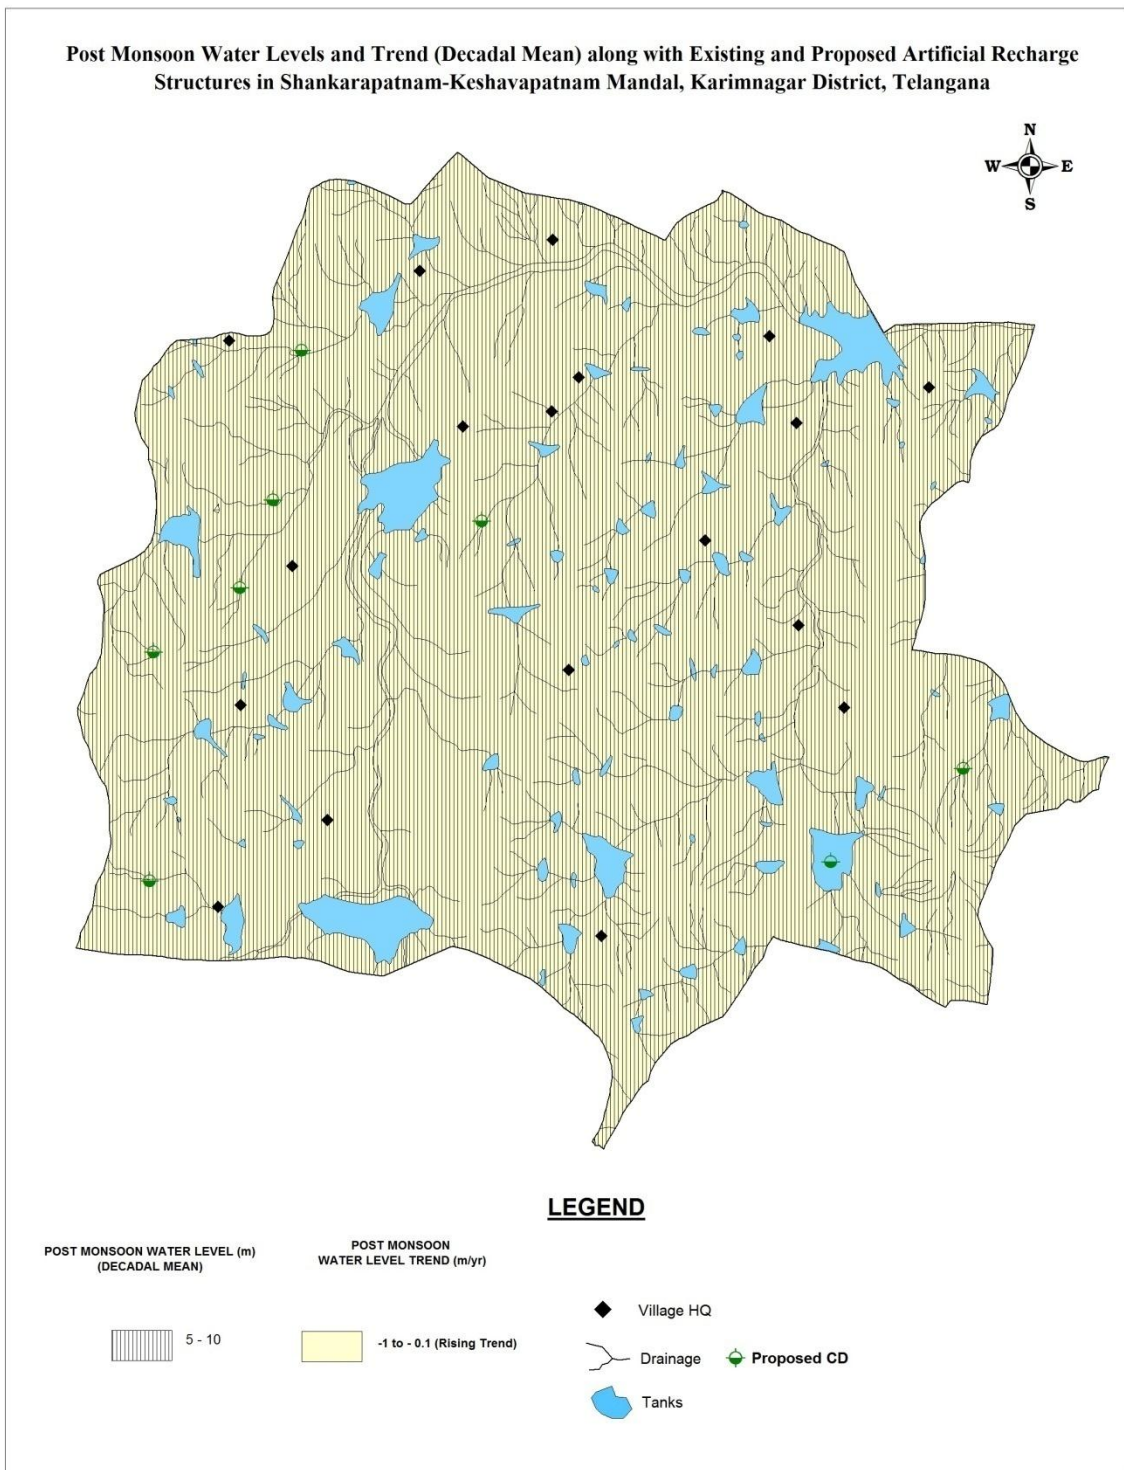 Post Monsoon Water Levels and Trend (Decadal Mean) along with Existing and Proposed Artificial Recharge
Structures in Shankarapatnam-Keshavapatnam Mandal, Karimnagar District, Telangana
N
W E
S
LEGEND
POST MONSOON WATER LEVEL (m)
(DECADAL MEAN)
POST MONSOON
WATER LEVEL TREND (m/yr)
5 - 10
-1 to - 0.1 (Rising Trend)
Village HQ
Drainage
Proposed CD
Tanks